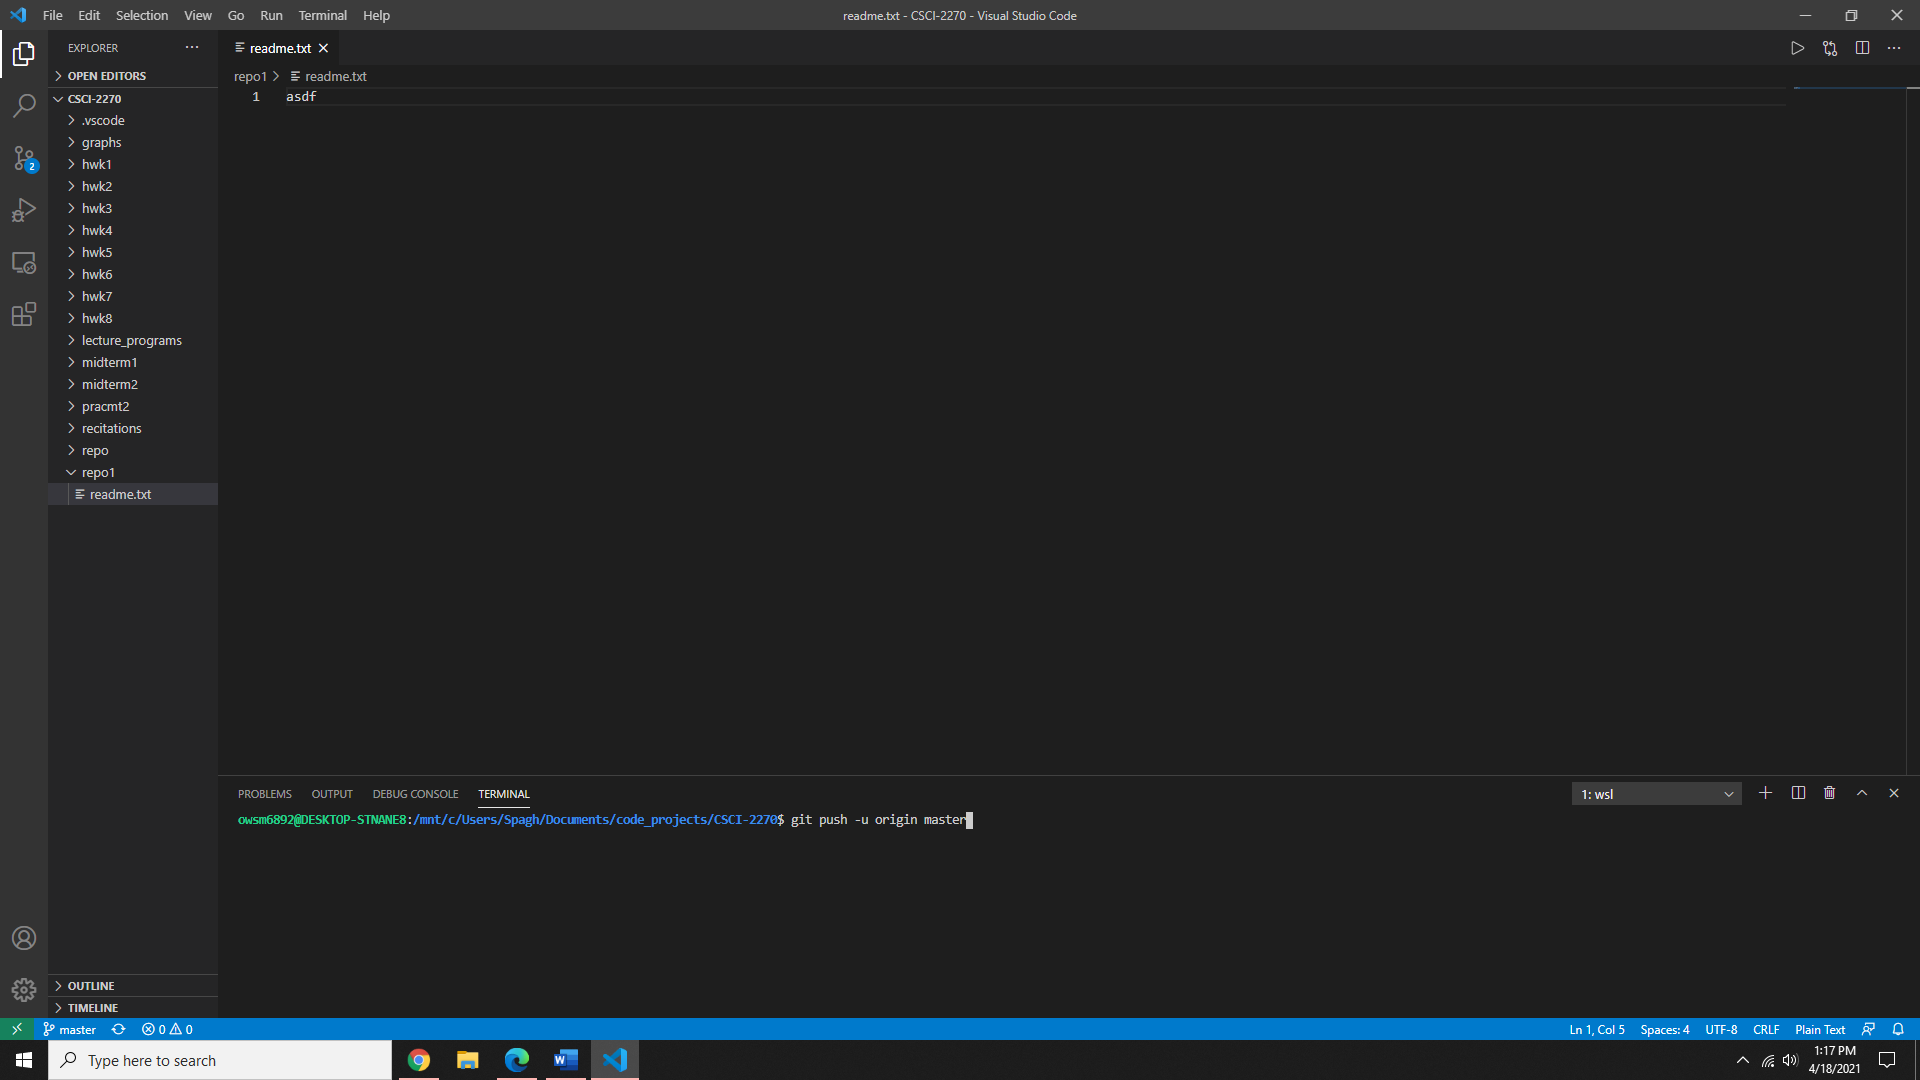 File Edit Selection View Go Run Terminal Help
readme.txt - CSCI-2270 - Visual Studio Code
EXPLORER
OPEN EDITORS
CSCI-2270
.vscode
graphs
hwk1
hwk2
hwk3
hwk4
hwk5
hwk6
hwk7
hwk8
lecture_programs
midterm1
midterm2
pracmt2
recitations
repo
repo1
readme.txt
OUTLINE
TIMELINE
2
readme.txt
repo1 > readme.txt
1 asdf
PROBLEMS OUTPUT DEBUG CONSOLE TERMINAL
1: wsl
owsm6892@DESKTOP-STNANE8:/mnt/c/Users/Spagh/Documents/code_projects/CSCI-2270$ git push -u origin master
master 0 0
Ln 1, Col 5 Spaces: 4 UTF-8 CRLF Plain Text
Type here to search
1:17 PM
4/18/2021